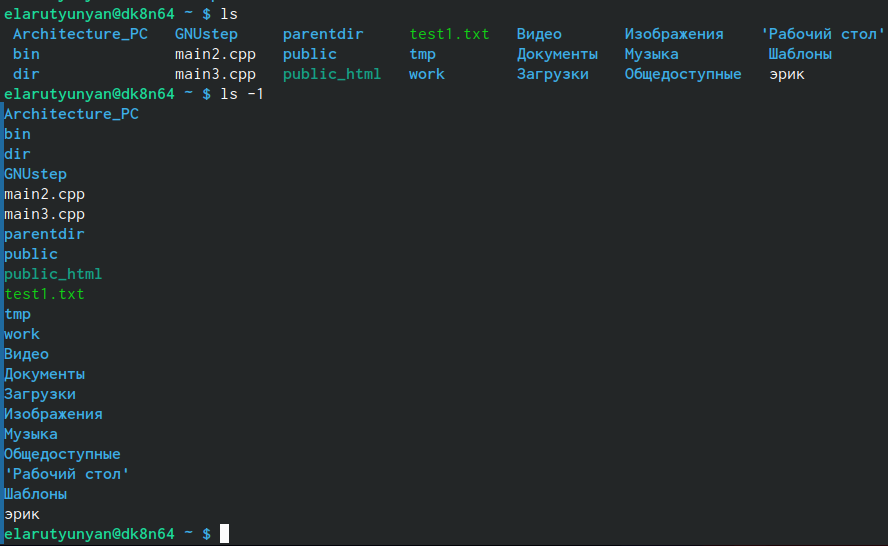 elarutyunyan@dk8n64 ~ $ ls
Architecture_PC GNUstep parentdir test1.txt Видео Изображения 'Рабочий стол'
bin main2.cpp public tmp Документы Музыка Шаблоны
dir main3.cpp public_html work Загрузки Общедоступные эрик
elarutyunyan@dk8n64 ~ $ ls -1
Architecture_PC
bin
dir
GNUstep
main2.cpp
main3.cpp
parentdir
public
public_html
test1.txt
tmp
work
Видео
Документы
Загрузки
Изображения
Музыка
Общедоступные
'Рабочий стол'
Шаблоны
эрик
elarutyunyan@dk8n64 ~ $